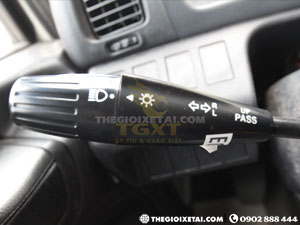 R
L
UP
PASS
TGXT
THEGIOIXETAI.COM
THEGIOIXETAI.COM
0902 888 444